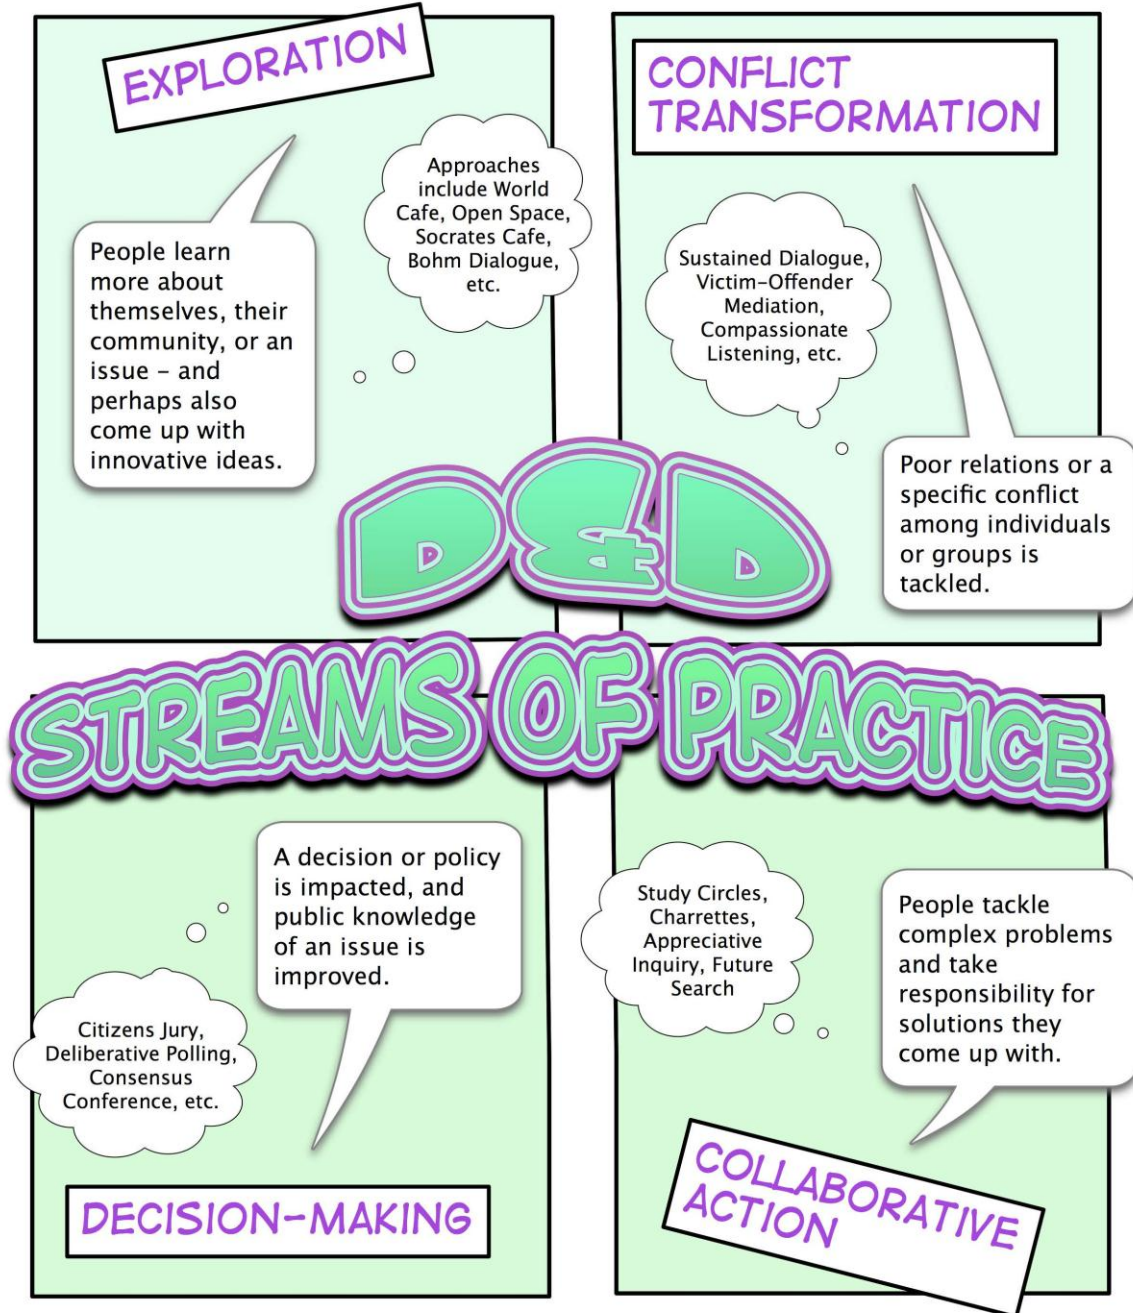 EXPLORATION
People learn
more about
themselves, their
community, or an
issue – and
perhaps also
come up with
innovative ideas.
Approaches
include World
Cafe, Open Space,
Socrates Cafe,
Bohm Dialogue,
etc.
CONFLICT
TRANSFORMATION
Sustained Dialogue,
Victim-Offender
Mediation,
Compassionate
Listening, etc.
Poor relations or a
specific conflict
among individuals
or groups is
tackled.
D&D
STREAMS OF PRACTICE
A decision or policy
is impacted, and
public knowledge
of an issue is
improved.
Citizens Jury,
Deliberative Polling,
Consensus
Conference, etc.
DECISION-MAKING
Study Circles,
Charrettes,
Appreciative
Inquiry, Future
Search
People tackle
complex problems
and take
responsibility for
solutions they
come up with.
COLLABORATIVE
ACTION